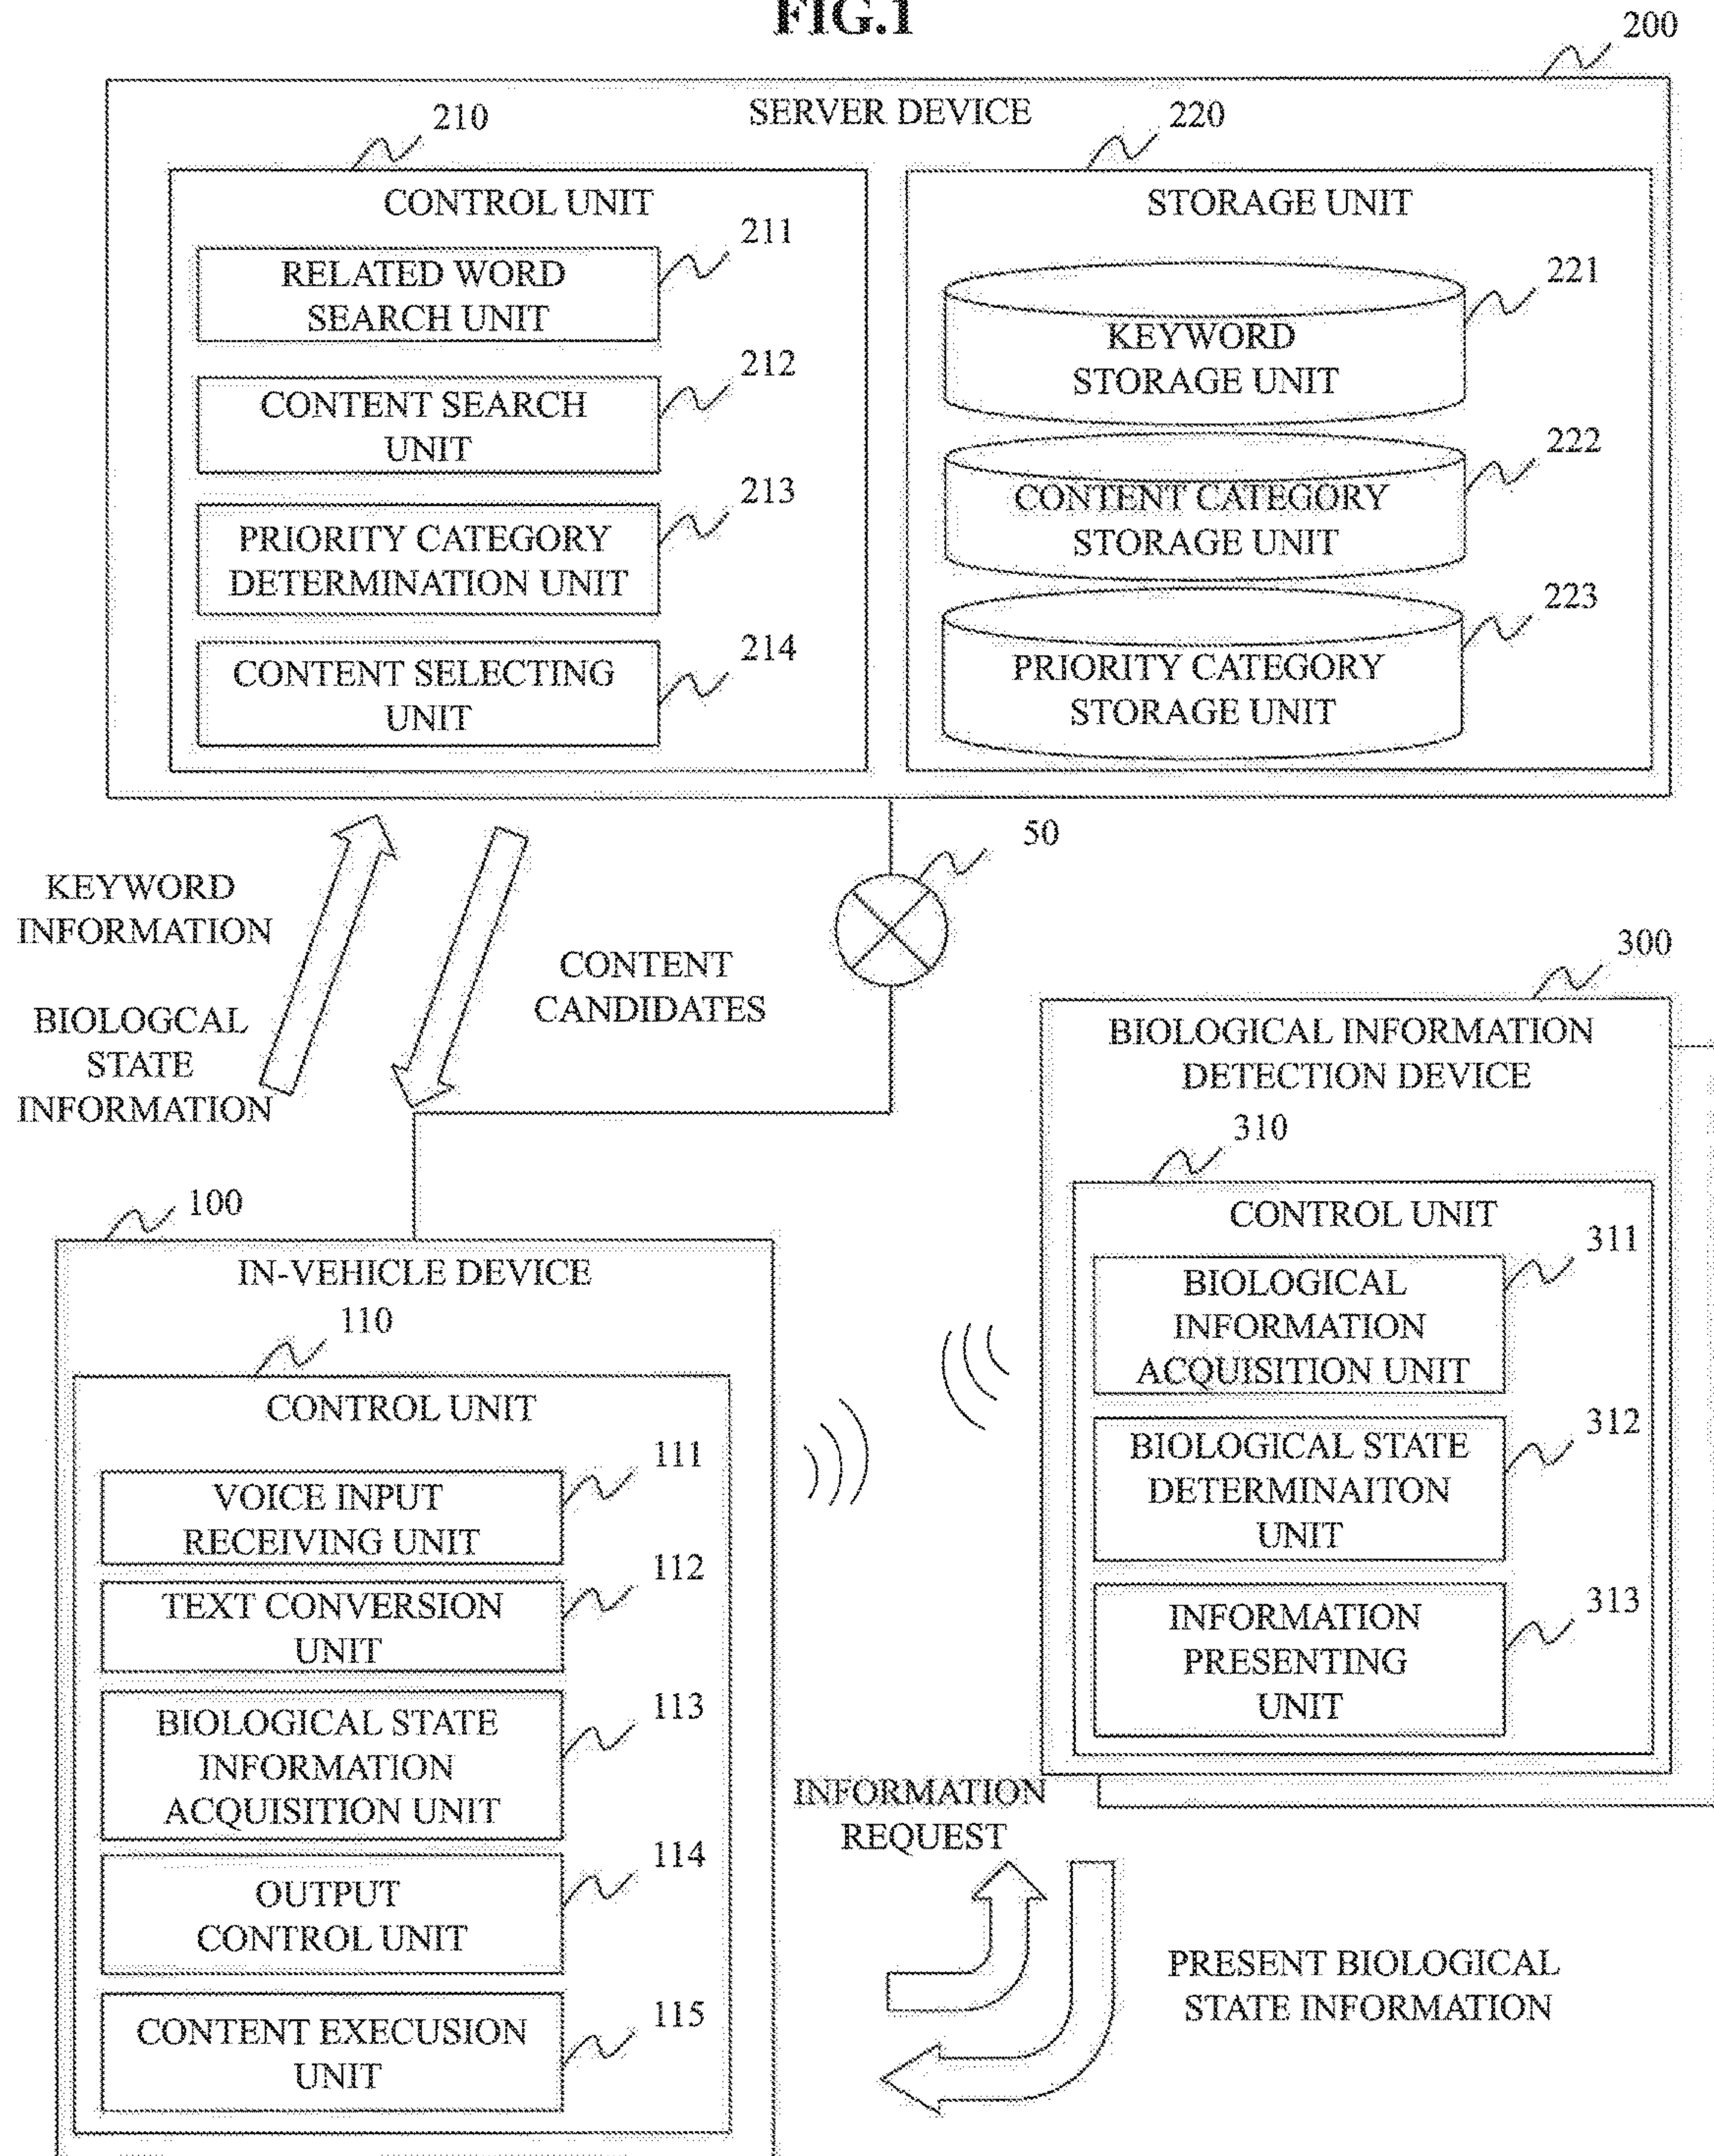 FIG.1
200
SERVER DEVICE
210
220
CONTROL UNIT
211
RELATED WORD
SEARCH UNIT
212
CONTENT SEARCH
UNIT
213
PRIORITY CATEGORY
DETERMINATION UNIT
214
CONTENT SELECTING
UNIT
STORAGE UNIT
221
KEYWORD
STORAGE UNIT
222
CONTENT CATEGORY
STORAGE UNIT
223
PRIORITY CATEGORY
STORAGE UNIT
KEYWORD
INFORMATION
BIOLOGCAL
STATE
INFORMATION
CONTENT
CANDIDATES
50
300
BIOLOGICAL INFORMATION
DETECTION DEVICE
310
CONTROL UNIT
311
BIOLOGICAL
INFORMATION
ACQUISITION UNIT
312
BIOLOGICAL STATE
DETERMINAITON
UNIT
313
INFORMATION
PRESENTING
UNIT
100
IN-VEHICLE DEVICE
110
CONTROL UNIT
111
VOICE INPUT
RECEIVING UNIT
112
TEXT CONVERSION
UNIT
113
BIOLOGICAL STATE
INFORMATION
ACQUISITION UNIT
114
OUTPUT
CONTROL UNIT
115
CONTENT EXECUSION
UNIT
INFORMATION
REQUEST
PRESENT BIOLOGICAL
STATE INFORMATION